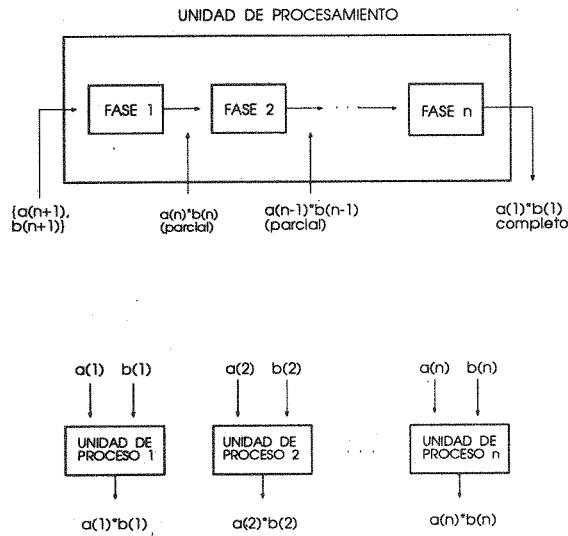 UNIDAD DE PROCESAMIENTO
FASE 1
FASE 2
. . .
FASE n
{a(n+1),
b(n+1)}
a(n)*b(n)
(parcial)
a(n-1)*b(n-1)
(parcial)
a(1)*b(1)
completo
a(1) b(1)
a(2) b(2)
a(n) b(n)
UNIDAD DE
PROCESO 1
UNIDAD DE
PROCESO 2
. . .
UNIDAD DE
PROCESO n
a(1)*b(1)
a(2)*b(2)
a(n)*b(n)